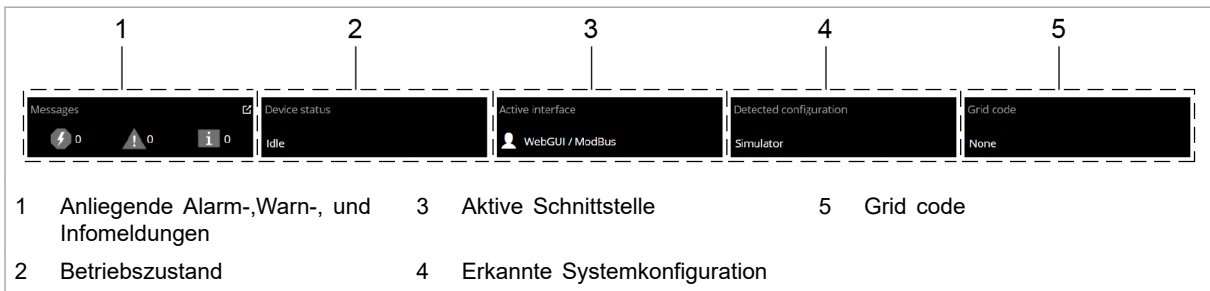 1 2 3 4 5
Messages Device status Active interface Detected configuration Grid code
0 0 0 Idle WebGUI / ModBus Simulator None
1 Anliegende Alarm-,Warn-, und 3 Aktive Schnittstelle 5 Grid code
Infomeldungen
2 Betriebszustand 4 Erkannte Systemkonfiguration